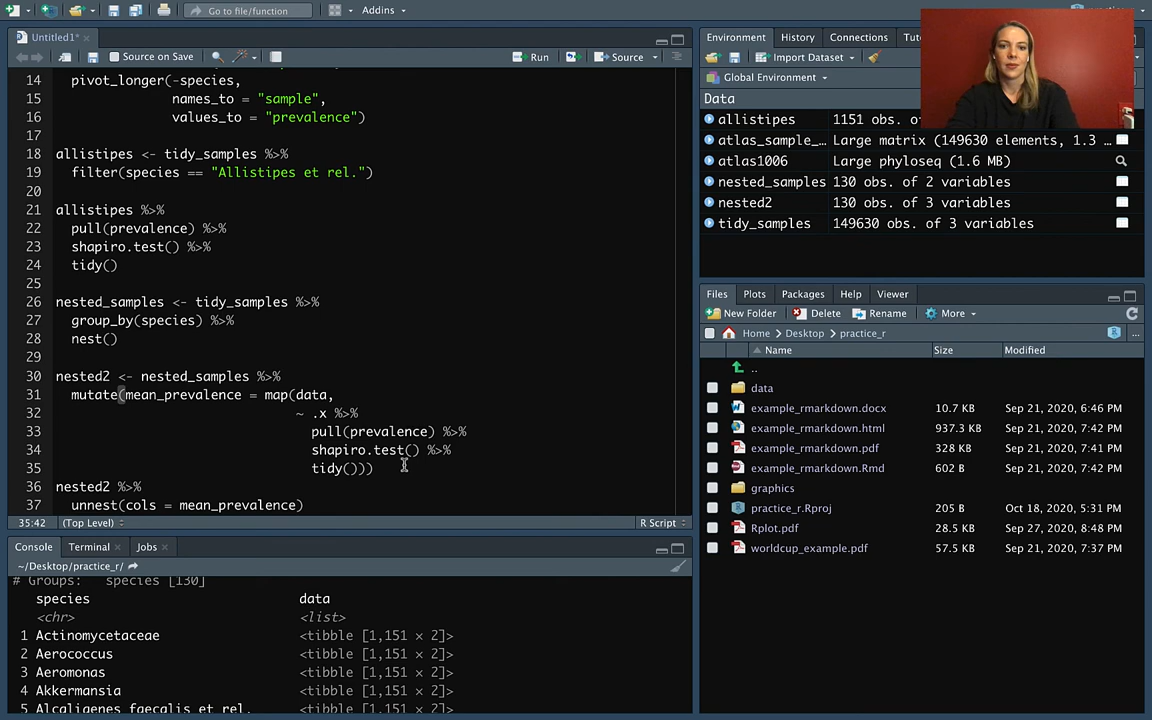 Go to file/function
Addins
Untitled1*
Source on Save
Run
Source
14 pivot_longer(-species,
15 names_to = "sample",
16 values_to = "prevalence")
17
18 allistipes <- tidy_samples %>%
19 filter(species == "Allistipes et rel.")
20
21 allistipes %>%
22 pull(prevalence) %>%
23 shapiro.test() %>%
24 tidy()
25
26 nested_samples <- tidy_samples %>%
27 group_by(species) %>%
28 nest()
29
30 nested2 <- nested_samples %>%
31 mutate(mean_prevalence = map(data,
32 ~ .x %>%
33 pull(prevalence) %>%
34 shapiro.test() %>%
35 tidy()))
36 nested2 %>%
37 unnest(cols = mean_prevalence)
35:42 (Top Level) R Script
Console Terminal Jobs
~/Desktop/practice_r/
# Groups: species [130]
species data
<chr> <list>
1 Actinomycetaceae <tibble [1,151 × 2]>
2 Aerococcus <tibble [1,151 × 2]>
3 Aeromonas <tibble [1,151 × 2]>
4 Akkermansia <tibble [1,151 × 2]>
5 Alcaligenes faecalis et rel. <tibble [1,151 × 2]>
Environment History Connections Tu
Import Dataset
Global Environment
Data
allistipes 1151 obs. o
atlas_sample_… Large matrix (149630 elements, 1.3 …
atlas1006 Large phyloseq (1.6 MB)
nested_samples 130 obs. of 2 variables
nested2 130 obs. of 3 variables
tidy_samples 149630 obs. of 3 variables
Files Plots Packages Help Viewer
New Folder Delete Rename More
Home Desktop practice_r ...
Name Size Modified
..
data
example_rmarkdown.docx 10.7 KB Sep 21, 2020, 6:46 PM
example_rmarkdown.html 937.3 KB Sep 21, 2020, 7:42 PM
example_rmarkdown.pdf 328 KB Sep 21, 2020, 7:42 PM
example_rmarkdown.Rmd 602 B Sep 21, 2020, 7:42 PM
graphics
practice_r.Rproj 205 B Oct 18, 2020, 5:31 PM
Rplot.pdf 28.5 KB Sep 27, 2020, 8:48 PM
worldcup_example.pdf 57.5 KB Sep 21, 2020, 7:37 PM